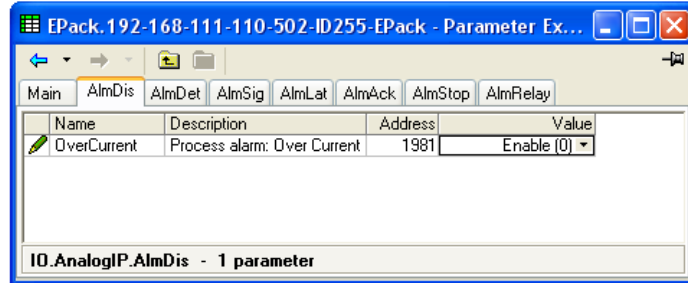 EPack.192-168-111-110-502-ID255-EPack - Parameter Ex...
Main AlmDis AlmDet AlmSig AlmLat AlmAck AlmStop AlmRelay
Name Description Address Value
OverCurrent Process alarm: Over Current 1981 Enable (0)
IO.AnalogIP.AlmDis - 1 parameter